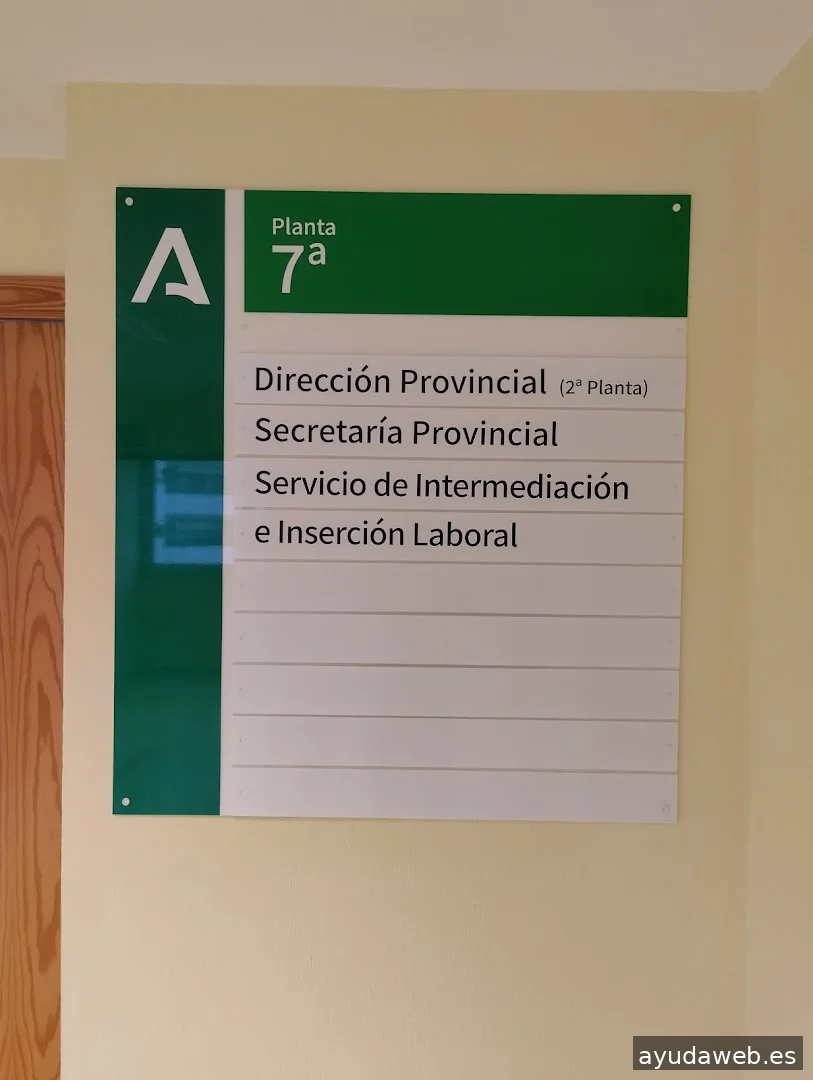 A
Planta
7ª
Dirección Provincial (2ª Planta)
Secretaría Provincial
Servicio de Intermediación
e Inserción Laboral
ayudaweb.es